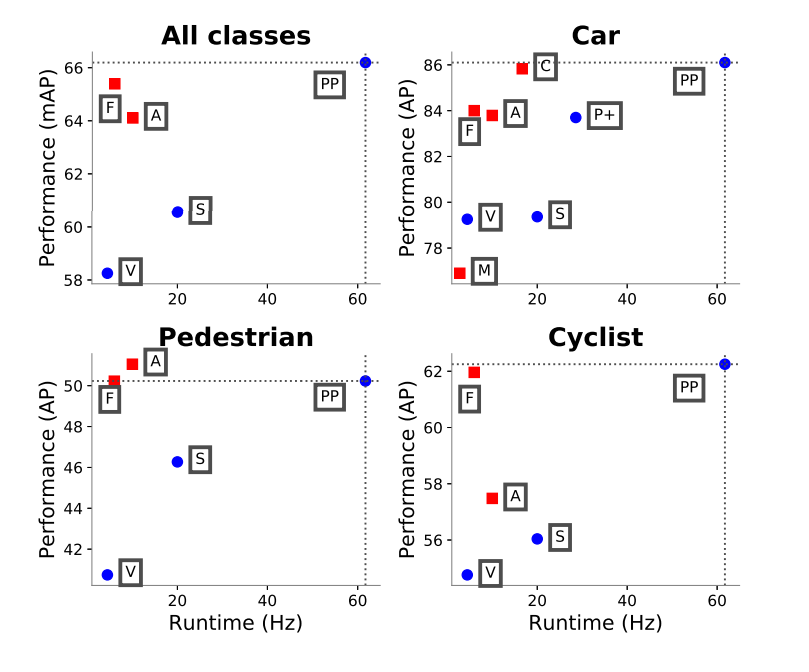 All classes
Performance (mAP)
66
64
62
60
58
20
40
60
F
A
PP
S
V
Car
Performance (AP)
86
84
82
80
78
20
40
60
C
PP
F
A
P+
V
S
M
Pedestrian
Performance (AP)
50
48
46
44
42
20
40
60
Runtime (Hz)
A
F
PP
S
V
Cyclist
Performance (AP)
62
60
58
56
20
40
60
Runtime (Hz)
F
PP
A
S
V